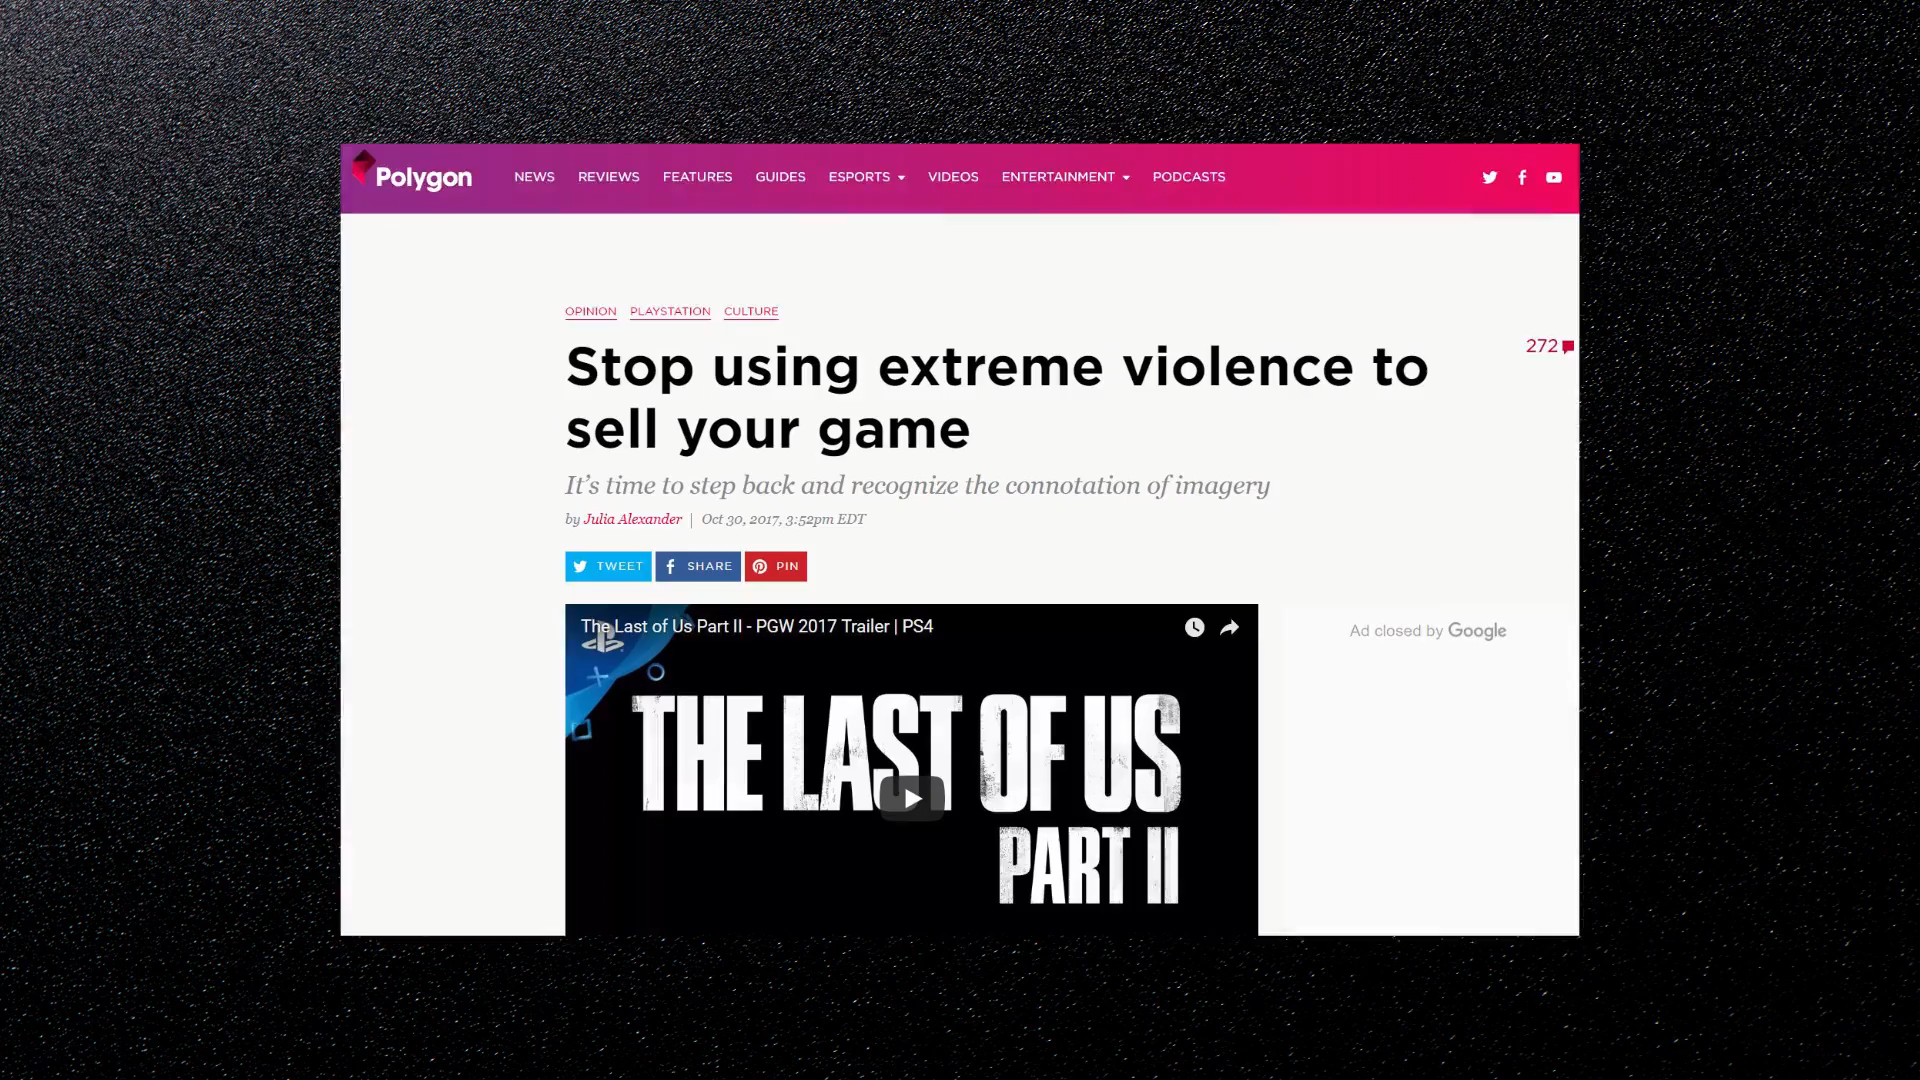 Polygon
NEWS REVIEWS FEATURES GUIDES ESPORTS VIDEOS ENTERTAINMENT PODCASTS
OPINION PLAYSTATION CULTURE
272
Stop using extreme violence to
sell your game
It's time to step back and recognize the connotation of imagery
by Julia Alexander | Oct 30, 2017, 3:52pm EDT
TWEET SHARE PIN
The Last of Us Part II - PGW 2017 Trailer | PS4
Ad closed by Google
THE LAST OF US
PART II